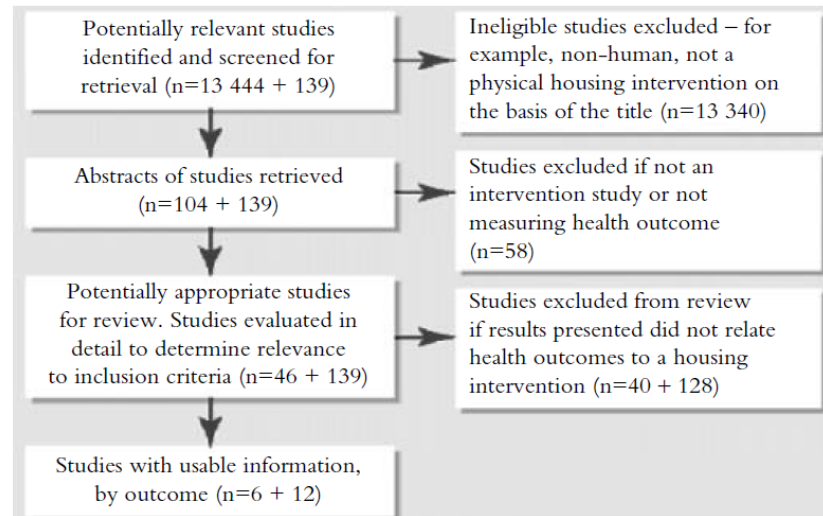 Potentially relevant studies
identified and screened for
retrieval (n=13 444 + 139)
Ineligible studies excluded – for
example, non-human, not a
physical housing intervention on
the basis of the title (n=13 340)
Abstracts of studies retrieved
(n=104 + 139)
Studies excluded if not an
intervention study or not
measuring health outcome
(n=58)
Potentially appropriate studies
for review. Studies evaluated in
detail to determine relevance
to inclusion criteria (n=46 + 139)
Studies excluded from review
if results presented did not relate
health outcomes to a housing
intervention (n=40 + 128)
Studies with usable information,
by outcome (n=6 + 12)